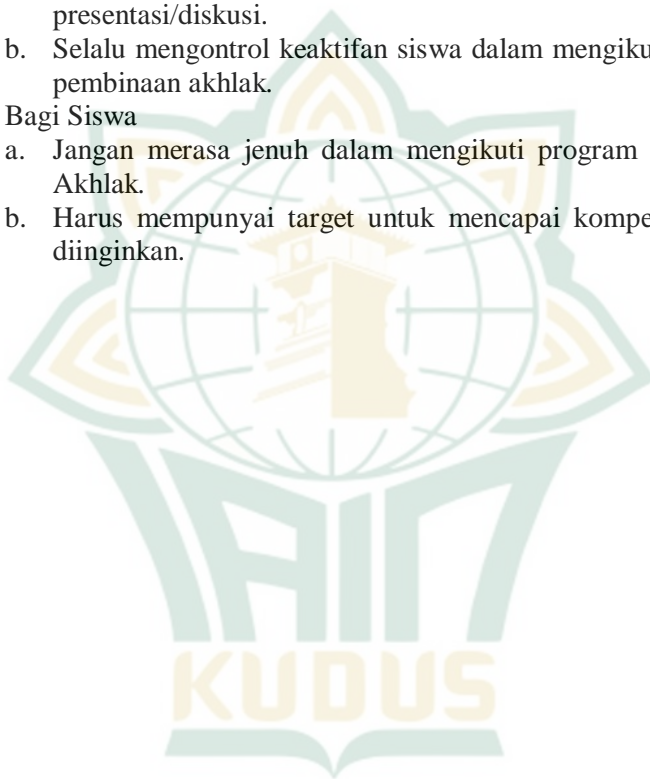 presentasi/diskusi.
b. Selalu mengontrol keaktifan siswa dalam mengiku
pembinaan akhlak.
Bagi Siswa
a. Jangan merasa jenuh dalam mengikuti program
Akhlak.
b. Harus mempunyai target untuk mencapai kompe
diinginkan.
IAIN
KUDUS